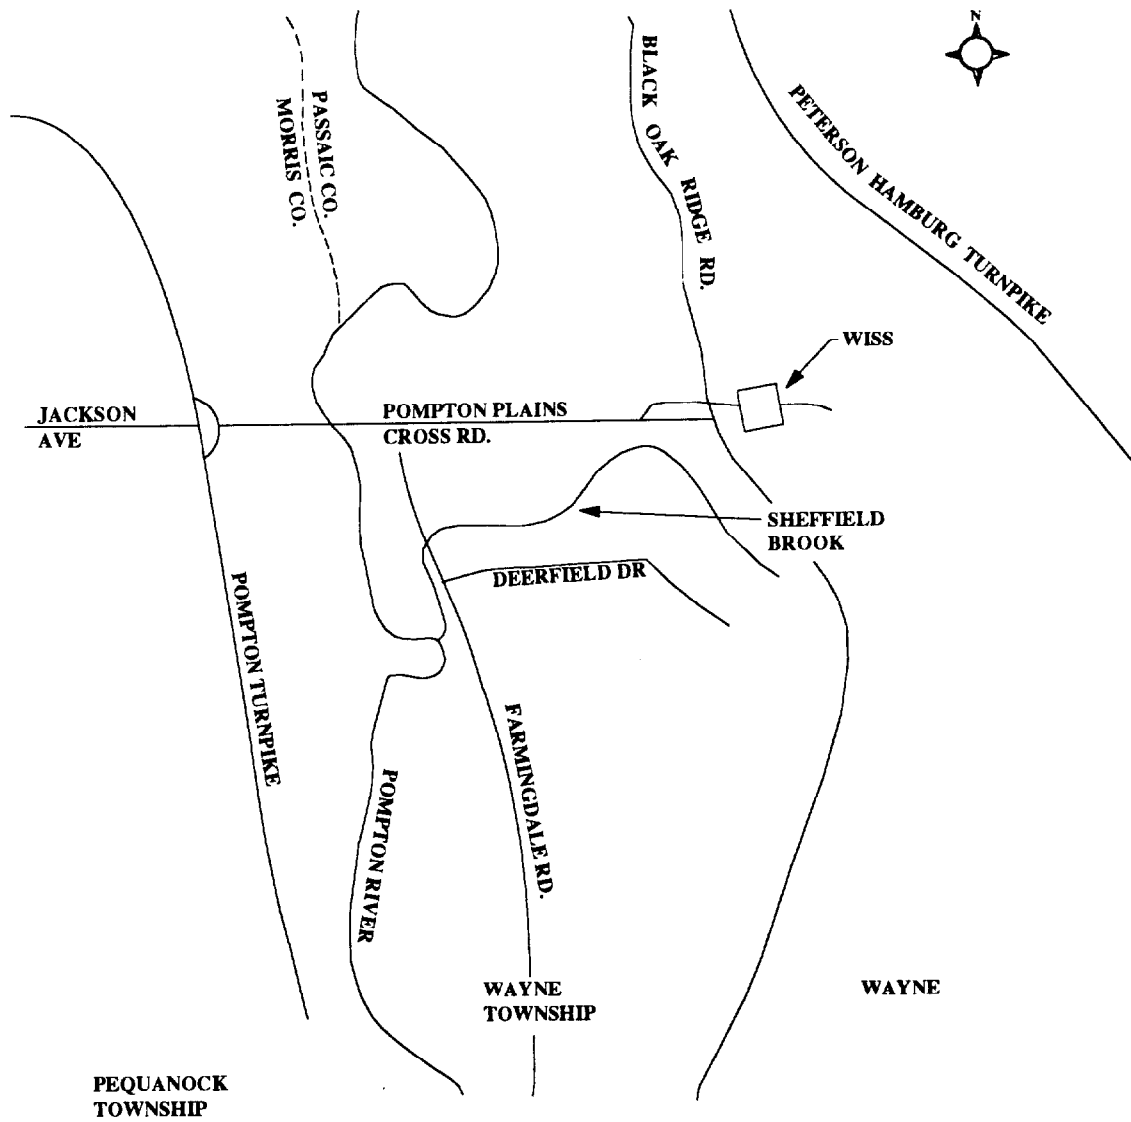 N
BLACK OAK RIDGE RD.
PETERSON HAMBURG TURNPIKE
PASSAIC CO.
MORRIS CO.
WISS
JACKSON
AVE
POMPTON PLAINS
CROSS RD.
SHEFFIELD
BROOK
DEERFIELD DR
POMPTON TURNPIKE
FARMINGDALE RD.
POMPTON RIVER
WAYNE
TOWNSHIP
WAYNE
PEQUANOCK
TOWNSHIP